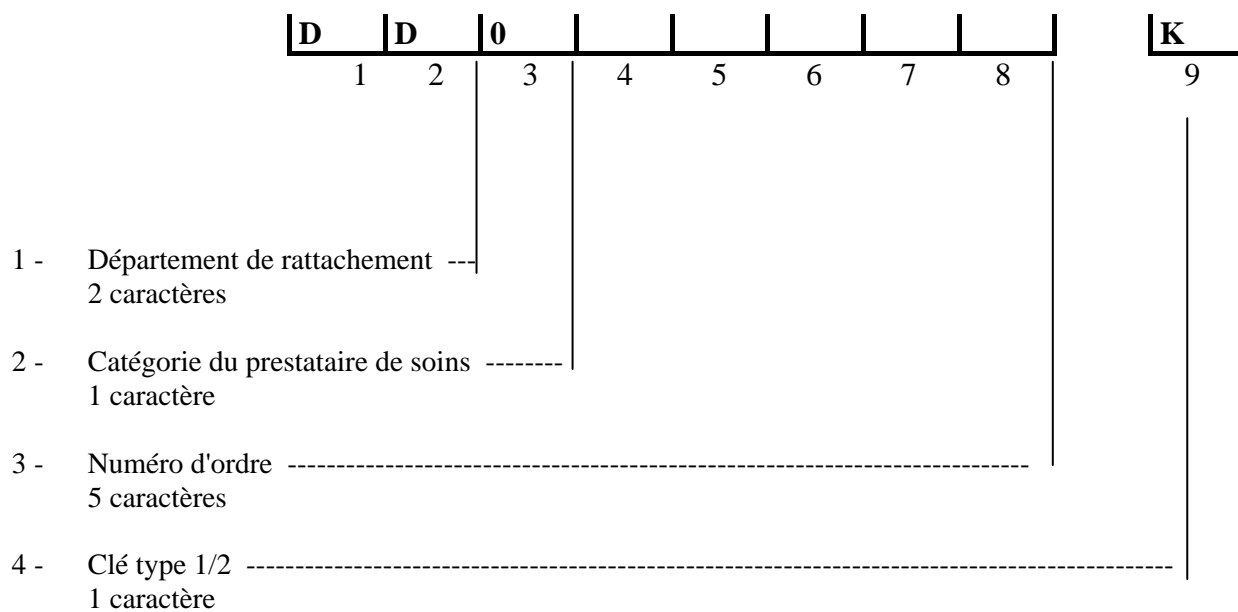 D D 0 K
1 2 3 4 5 6 7 8 9
1 - Département de rattachement ---
2 caractères
2 - Catégorie du prestataire de soins --------
1 caractère
3 - Numéro d'ordre -----------------------------------------------------------------------------
5 caractères
4 - Clé type 1/2 ------------------------------------------------------------------------------------------------
1 caractère